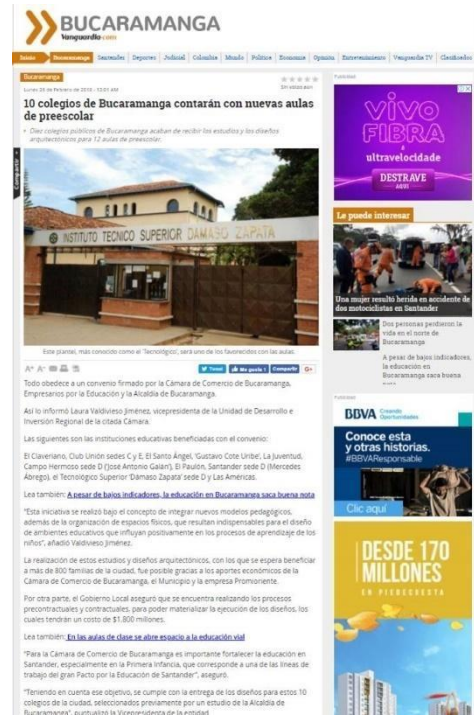 BUCARAMANGA
Vanguardia.com
Inicio Bucaramanga Santander Deportes Judicial Colombia Mundo Política Economía Opinión Entretenimiento Vanguardia TV Clasificados
Bucaramanga
Sin votos aún
10 colegios de Bucaramanga contarán con nuevas aulas
de preescolar
Diez colegios públicos de Bucaramanga acaban de recibir los estudios y los diseños
arquitectónicos para 12 aulas de preescolar.
Compartir
INSTITUTO TECNICO SUPERIOR DAMASO ZAPATA
Este plantel, más conocido como el 'Tecnológico', será uno de los favorecidos con las aulas.
A+ A-
Tweet Me gusta 1 Compartir G+
Todo obedece a un convenio firmado por la Cámara de Comercio de Bucaramanga,
Empresarios por la Educación y la Alcaldía de Bucaramanga.
Así lo informó Laura Valdivieso Jiménez, vicepresidenta de la Unidad de Desarrollo e
Inversión Regional de la citada Cámara.
Las siguientes son las instituciones educativas beneficiadas con el convenio:
El Claveriano, Club Unión sedes C y E, El Santo Ángel, 'Gustavo Cote Uribe', La Juventud,
Campo Hermoso sede D ('José Antonio Galán'), El Paulón, Santander sede D (Mercedes
Ábrego), el Tecnológico Superior 'Dámaso Zapata' sede D y Las Américas.
Lea también: A pesar de bajos indicadores, la educación en Bucaramanga saca buena nota
"Esta iniciativa se realizó bajo el concepto de integrar nuevos modelos pedagógicos,
además de la organización de espacios físicos, que resultan indispensables para el diseño
de ambientes educativos que influyan positivamente en los procesos de aprendizaje de los
niños", añadió Valdivieso Jiménez.
La realización de estos estudios y diseños arquitectónicos, con los que se espera beneficiar
a más de 800 familias de la ciudad, fue posible gracias a los aportes económicos de la
Cámara de Comercio de Bucaramanga, el Municipio y la empresa Promioriente.
Por otra parte, el Gobierno Local aseguró que se encuentra realizando los procesos
precontractuales y contractuales, para poder materializar la ejecución de los diseños, los
cuales tendrán un costo de $1.800 millones.
Lea también: En las aulas de clase se abre espacio a la educación vial
"Para la Cámara de Comercio de Bucaramanga es importante fortalecer la educación en
Santander, especialmente en la Primera Infancia, que corresponde a una de las líneas de
trabajo del gran Pacto por la Educación de Santander", aseguró.
"Teniendo en cuenta ese objetivo, se cumple con la entrega de los diseños para estos 10
colegios de la ciudad, seleccionados previamente por un estudio de la Alcaldía de
Bucaramanga", puntualizó la Vicepresidenta de la entidad.
Publicidad
vivo
FIBRA
a
ultravelocidade
DESTRAVE
AQUI
Le puede interesar
Una mujer resultó herida en accidente de
dos motociclistas en Santander
Dos personas perdieron la
vida en el norte de
Bucaramanga
A pesar de bajos indicadores,
la educación en
Bucaramanga saca buena
Publicidad
BBVA Creando Oportunidades
Conoce esta
y otras historias.
#BBVAResponsable
Clic aquí
DESDE 170
MILLONES
EN PIEDECUESTA